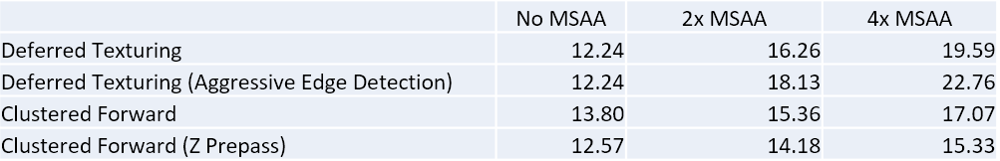 No MSAA 2x MSAA 4x MSAA
Deferred Texturing 12.24 16.26 19.59
Deferred Texturing (Aggressive Edge Detection) 12.24 18.13 22.76
Clustered Forward 13.80 15.36 17.07
Clustered Forward (Z Prepass) 12.57 14.18 15.33